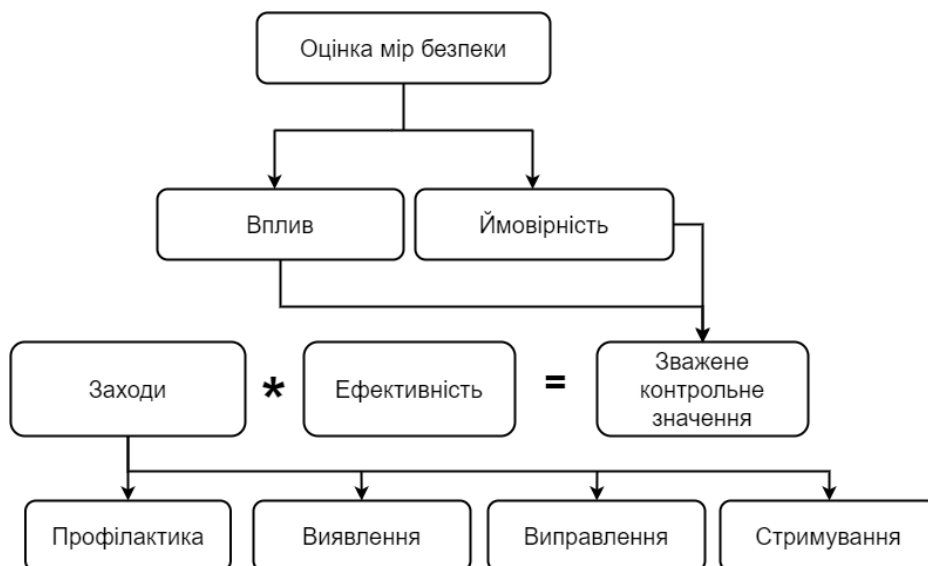 Оцінка мір безпеки
Вплив
Ймовірність
Заходи
*
Ефективність
=
Зважене
контрольне
значення
Профілактика
Виявлення
Виправлення
Стримування